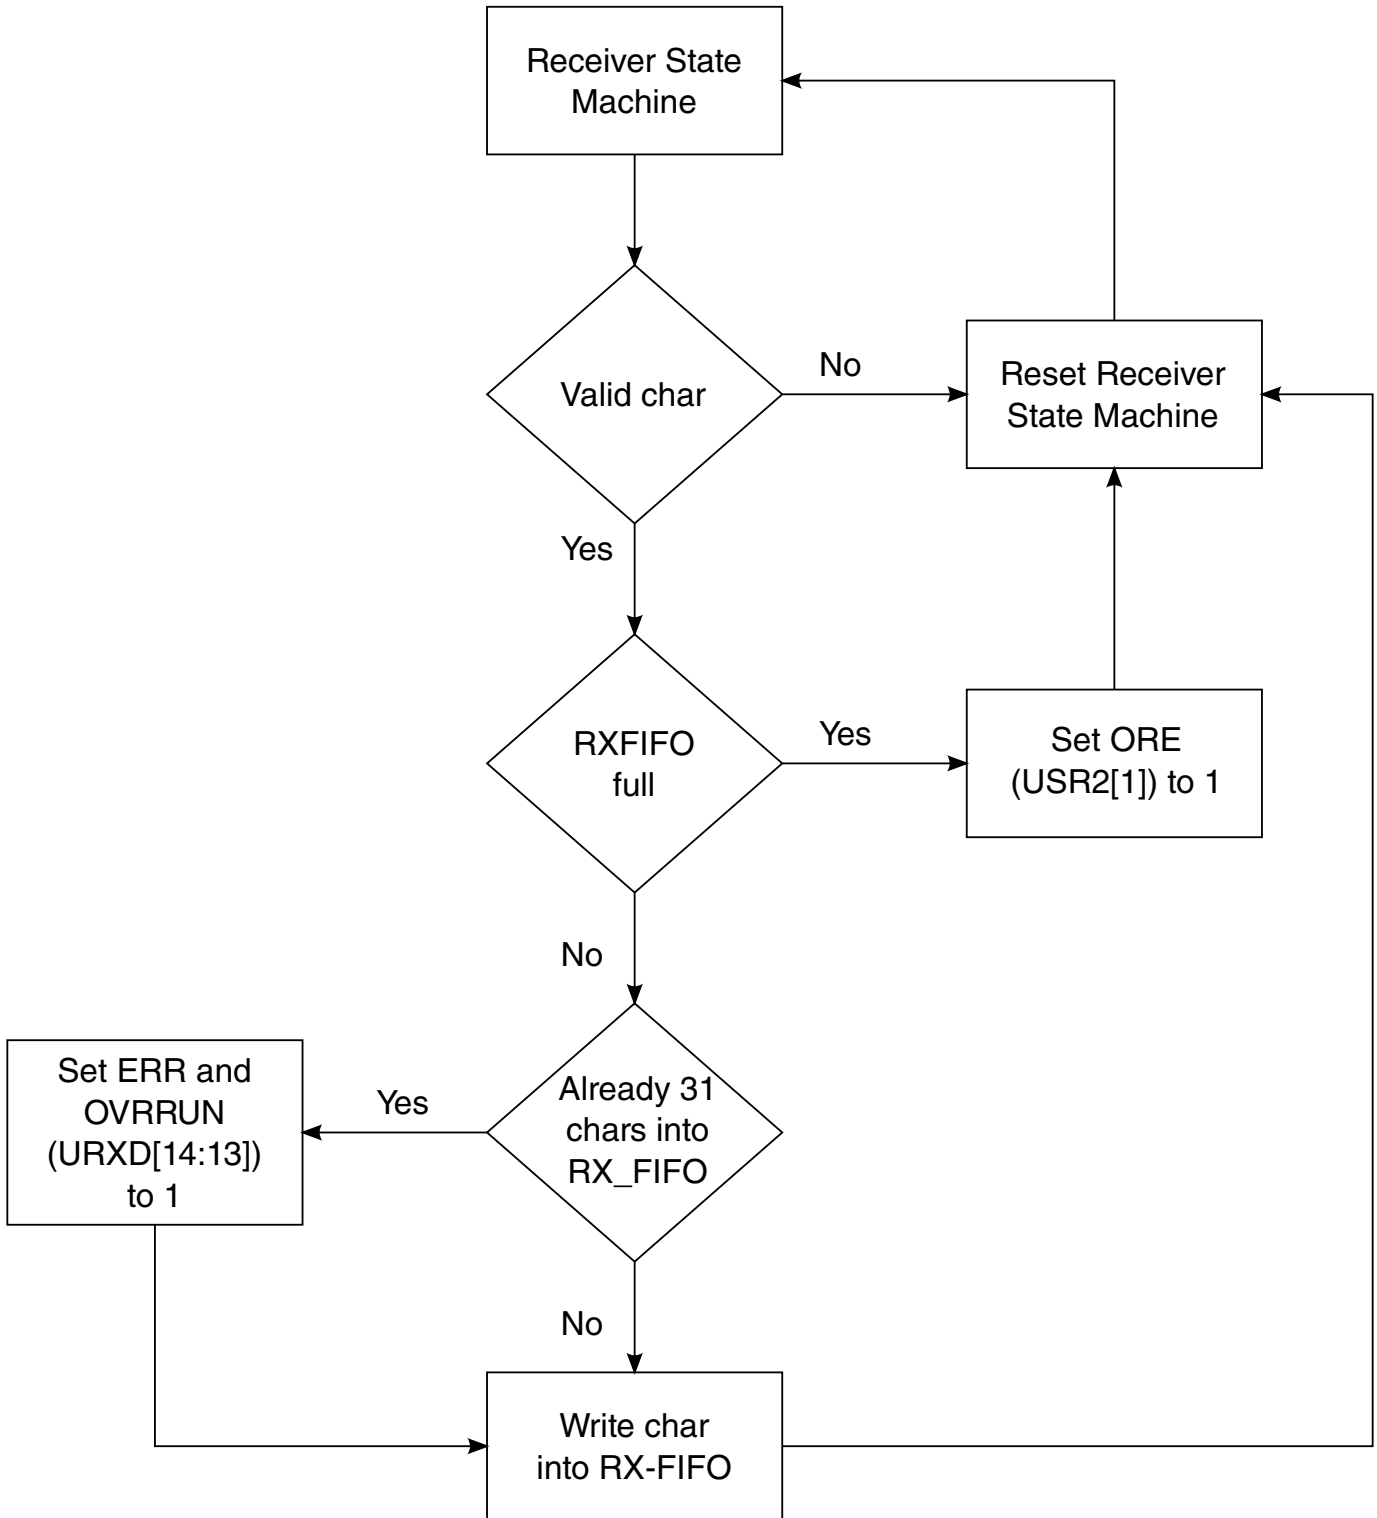 Receiver State
Machine
Valid char
No
Reset Receiver
State Machine
Yes
RXFIFO
full
Yes
Set ORE
(USR2[1]) to 1
No
Set ERR and
OVRRUN
(URXD[14:13])
to 1
Yes
Already 31
chars into
RX_FIFO
No
Write char
into RX-FIFO